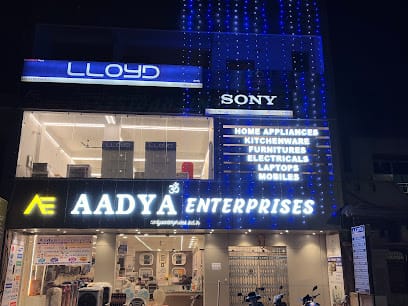 LLOYD
SONY
HOME APPLIANCES
KITCHENWARE
FURNITURES
ELECTRICALS
LAPTOPS
MOBILES
ॐ
AE AADYA ENTERPRISES